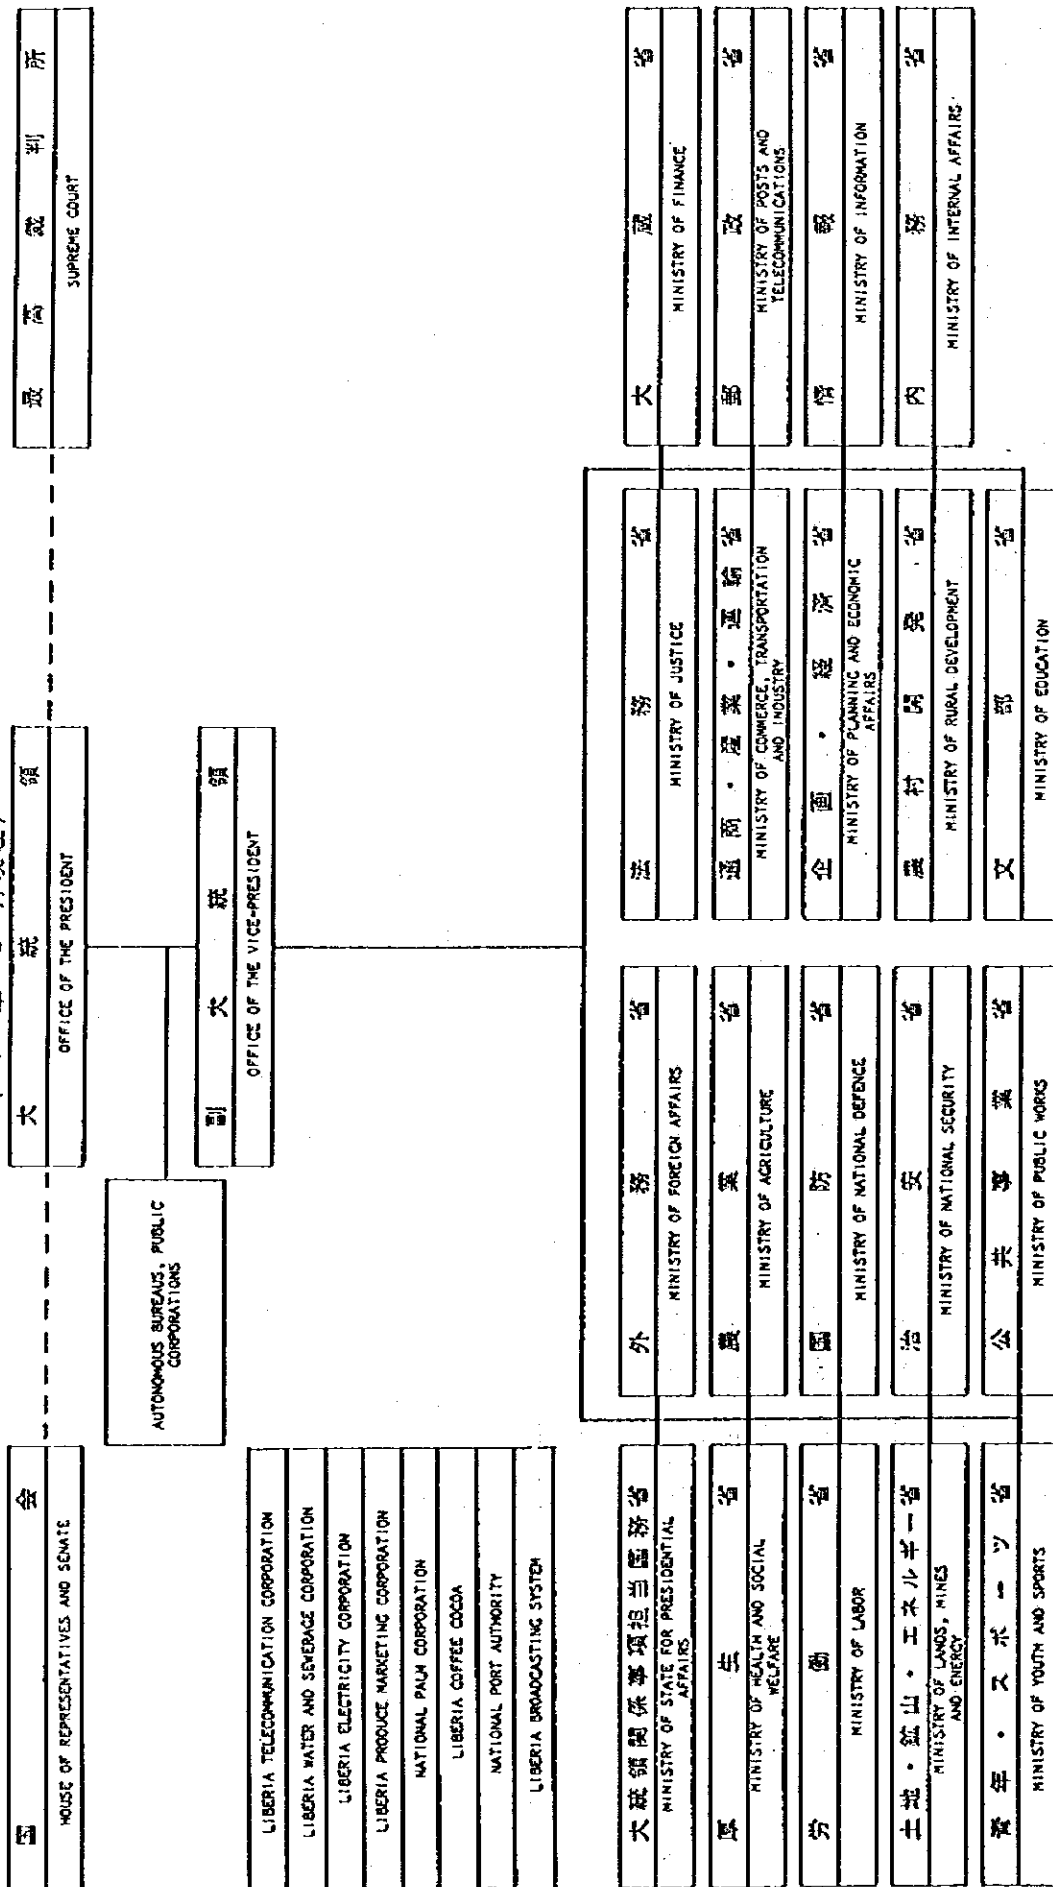 国 会
HOUSE OF REPRESENTATIVES AND SENATE
大 統 領
OFFICE OF THE PRESIDENT
最 高 裁 判 所
SUPREME COURT
AUTONOMOUS BUREAUS, PUBLIC
CORPORATIONS
副 大 統 領
OFFICE OF THE VICE-PRESIDENT
LIBERIA TELECOMMUNICATION CORPORATION
LIBERIA WATER AND SEWERAGE CORPORATION
LIBERIA ELECTRICITY CORPORATION
LIBERIA PRODUCE MARKETING CORPORATION
NATIONAL PALM CORPORATION
LIBERIA COFFEE COCOA
NATIONAL PORT AUTHORITY
LIBERIA BROADCASTING SYSTEM
大統領関係事項担当国務省
MINISTRY OF STATE FOR PRESIDENTIAL
AFFAIRS
外 務 省
MINISTRY OF FOREIGN AFFAIRS
法 務 省
MINISTRY OF JUSTICE
大 蔵 省
MINISTRY OF FINANCE
厚 生 省
MINISTRY OF HEALTH AND SOCIAL
WELFARE
農 業 省
MINISTRY OF AGRICULTURE
通商・産業・運輸省
MINISTRY OF COMMERCE, TRANSPORTATION
AND INDUSTRY
郵 政 省
MINISTRY OF POSTS AND
TELECOMMUNICATIONS
労 働 省
MINISTRY OF LABOR
国 防 省
MINISTRY OF NATIONAL DEFENCE
企 画 ・ 経 済 省
MINISTRY OF PLANNING AND ECONOMIC
AFFAIRS
情 報 省
MINISTRY OF INFORMATION
土地・鉱山・エネルギー省
MINISTRY OF LANDS, MINES
AND ENERGY
治 安 省
MINISTRY OF NATIONAL SECURITY
農 村 開 発 省
MINISTRY OF RURAL DEVELOPMENT
内 務 省
MINISTRY OF INTERNAL AFFAIRS
青 年 ・ ス ポ ー ツ 省
MINISTRY OF YOUTH AND SPORTS
公 共 事 業 省
MINISTRY OF PUBLIC WORKS
文 部 省
MINISTRY OF EDUCATION